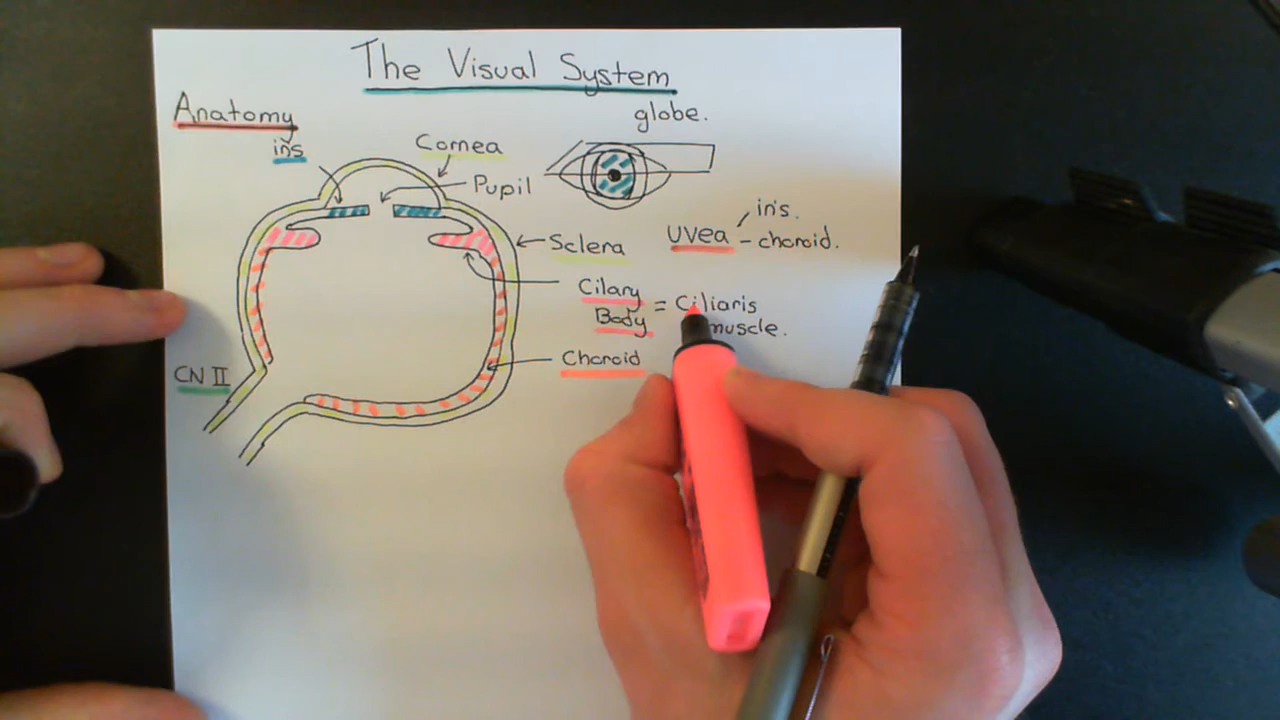 The Visual System
Anatomy
globe.
iris
Cornea
Pupil
iris.
Uvea
choroid.
Sclera
Cilary
Body
= Ciliaris
muscle.
Choroid
CN II